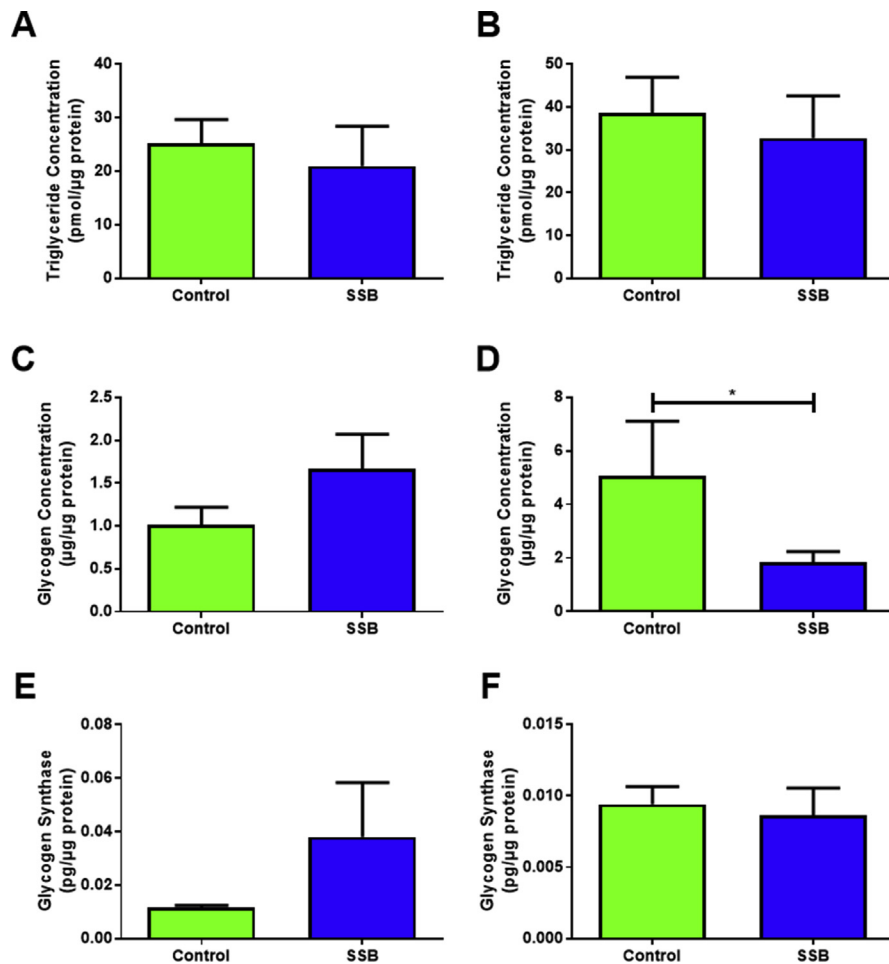 A
Triglyceride Concentration
(pmol/µg protein)
40
30
20
10
0
Control
SSB
B
Triglyceride Concentration
(pmol/µg protein)
50
40
30
20
10
0
Control
SSB
C
Glycogen Concentration
(µg/µg protein)
2.5
2.0
1.5
1.0
0.5
0.0
Control
SSB
D
Glycogen Concentration
(µg/µg protein)
8
6
4
2
0
*
Control
SSB
E
Glycogen Synthase
(pg/µg protein)
0.08
0.06
0.04
0.02
0.00
Control
SSB
F
Glycogen Synthase
(pg/µg protein)
0.015
0.010
0.005
0.000
Control
SSB